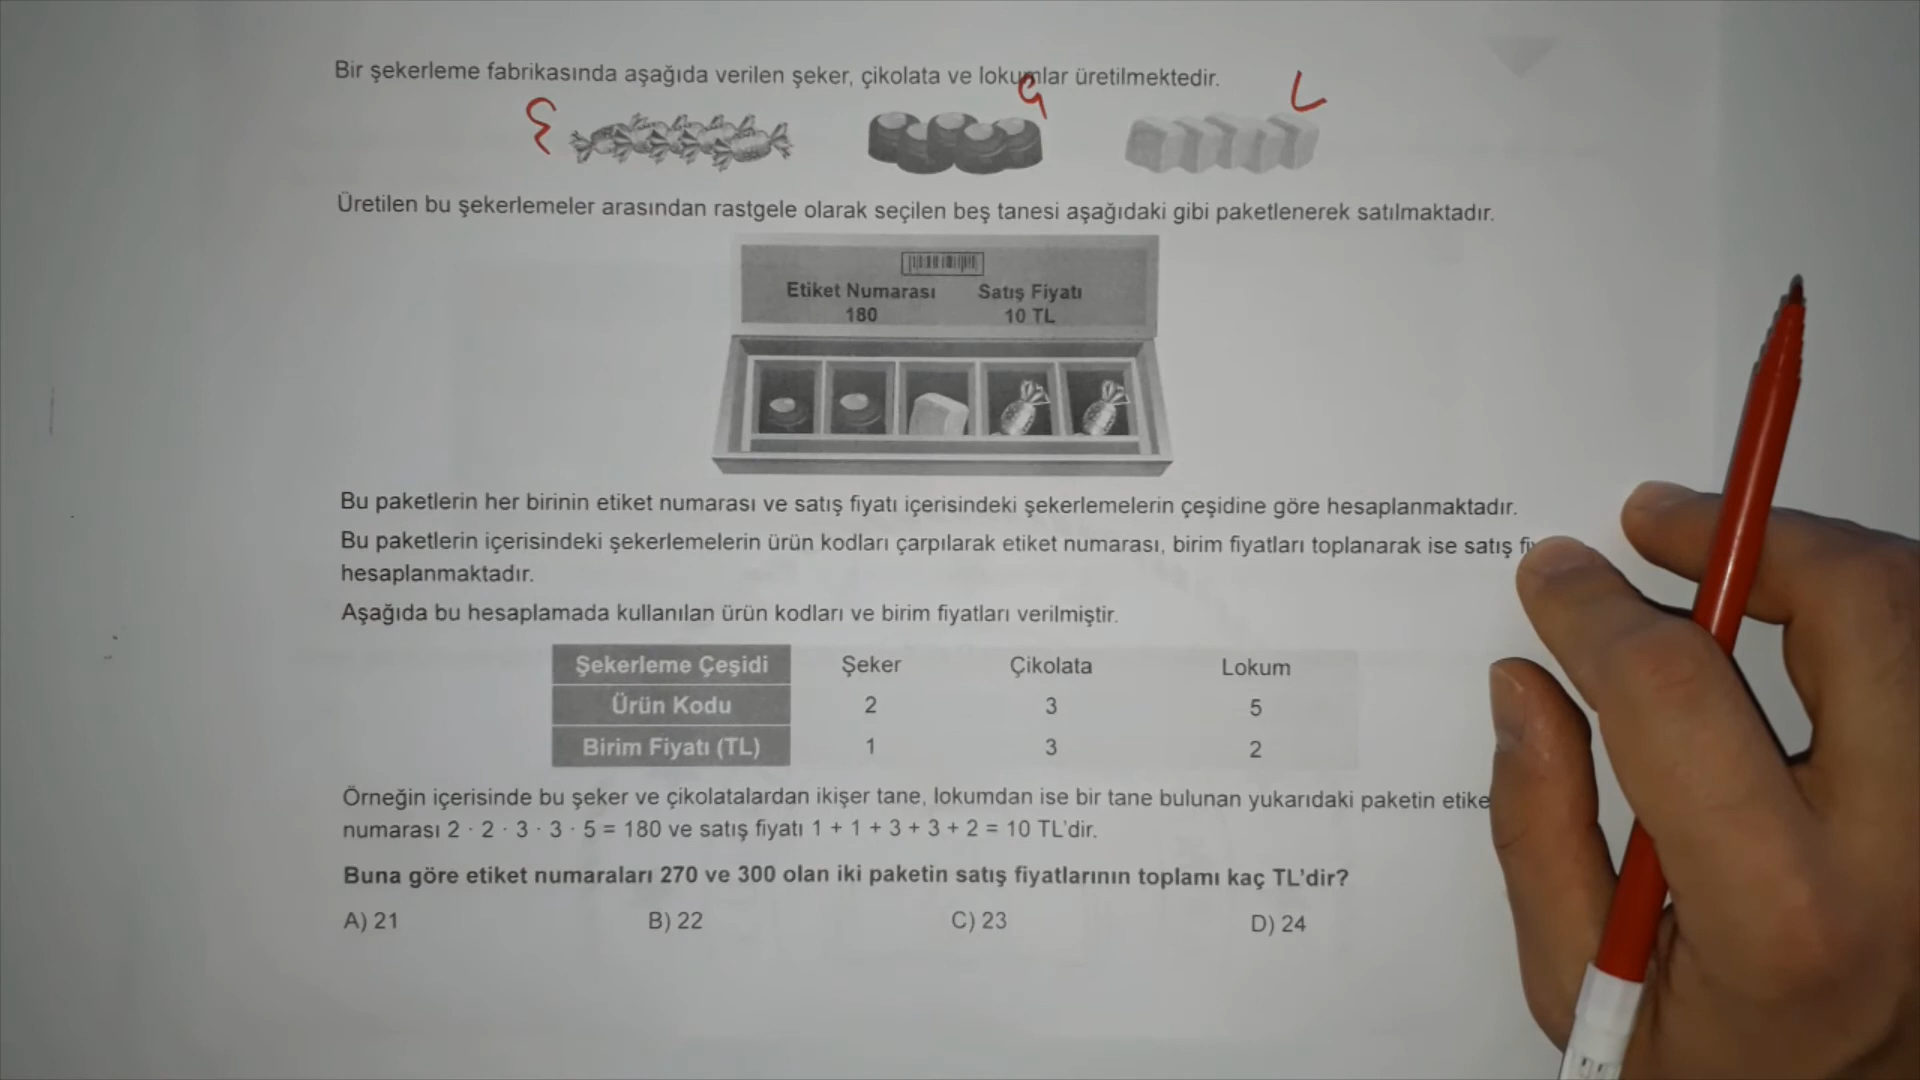 Bir şekerleme fabrikasında aşağıda verilen şeker, çikolata ve lokumlar üretilmektedir.
Ş Ç L
Üretilen bu şekerlemeler arasından rastgele olarak seçilen beş tanesi aşağıdaki gibi paketlenerek satılmaktadır.
Etiket Numarası Satış Fiyatı
180 10 TL
Bu paketlerin her birinin etiket numarası ve satış fiyatı içerisindeki şekerlemelerin çeşidine göre hesaplanmaktadır.
Bu paketlerin içerisindeki şekerlemelerin ürün kodları çarpılarak etiket numarası, birim fiyatları toplanarak ise satış
hesaplanmaktadır.
Aşağıda bu hesaplamada kullanılan ürün kodları ve birim fiyatları verilmiştir.
Şekerleme Çeşidi Şeker Çikolata Lokum
Ürün Kodu 2 3 5
Birim Fiyatı (TL) 1 3 2
Örneğin içerisinde bu şeker ve çikolatalardan ikişer tane, lokumdan ise bir tane bulunan yukarıdaki paketin etike
numarası 2 · 2 · 3 · 3 · 5 = 180 ve satış fiyatı 1 + 1 + 3 + 3 + 2 = 10 TL'dir.
Buna göre etiket numaraları 270 ve 300 olan iki paketin satış fiyatlarının toplamı kaç TL'dir?
A) 21 B) 22 C) 23 D) 24